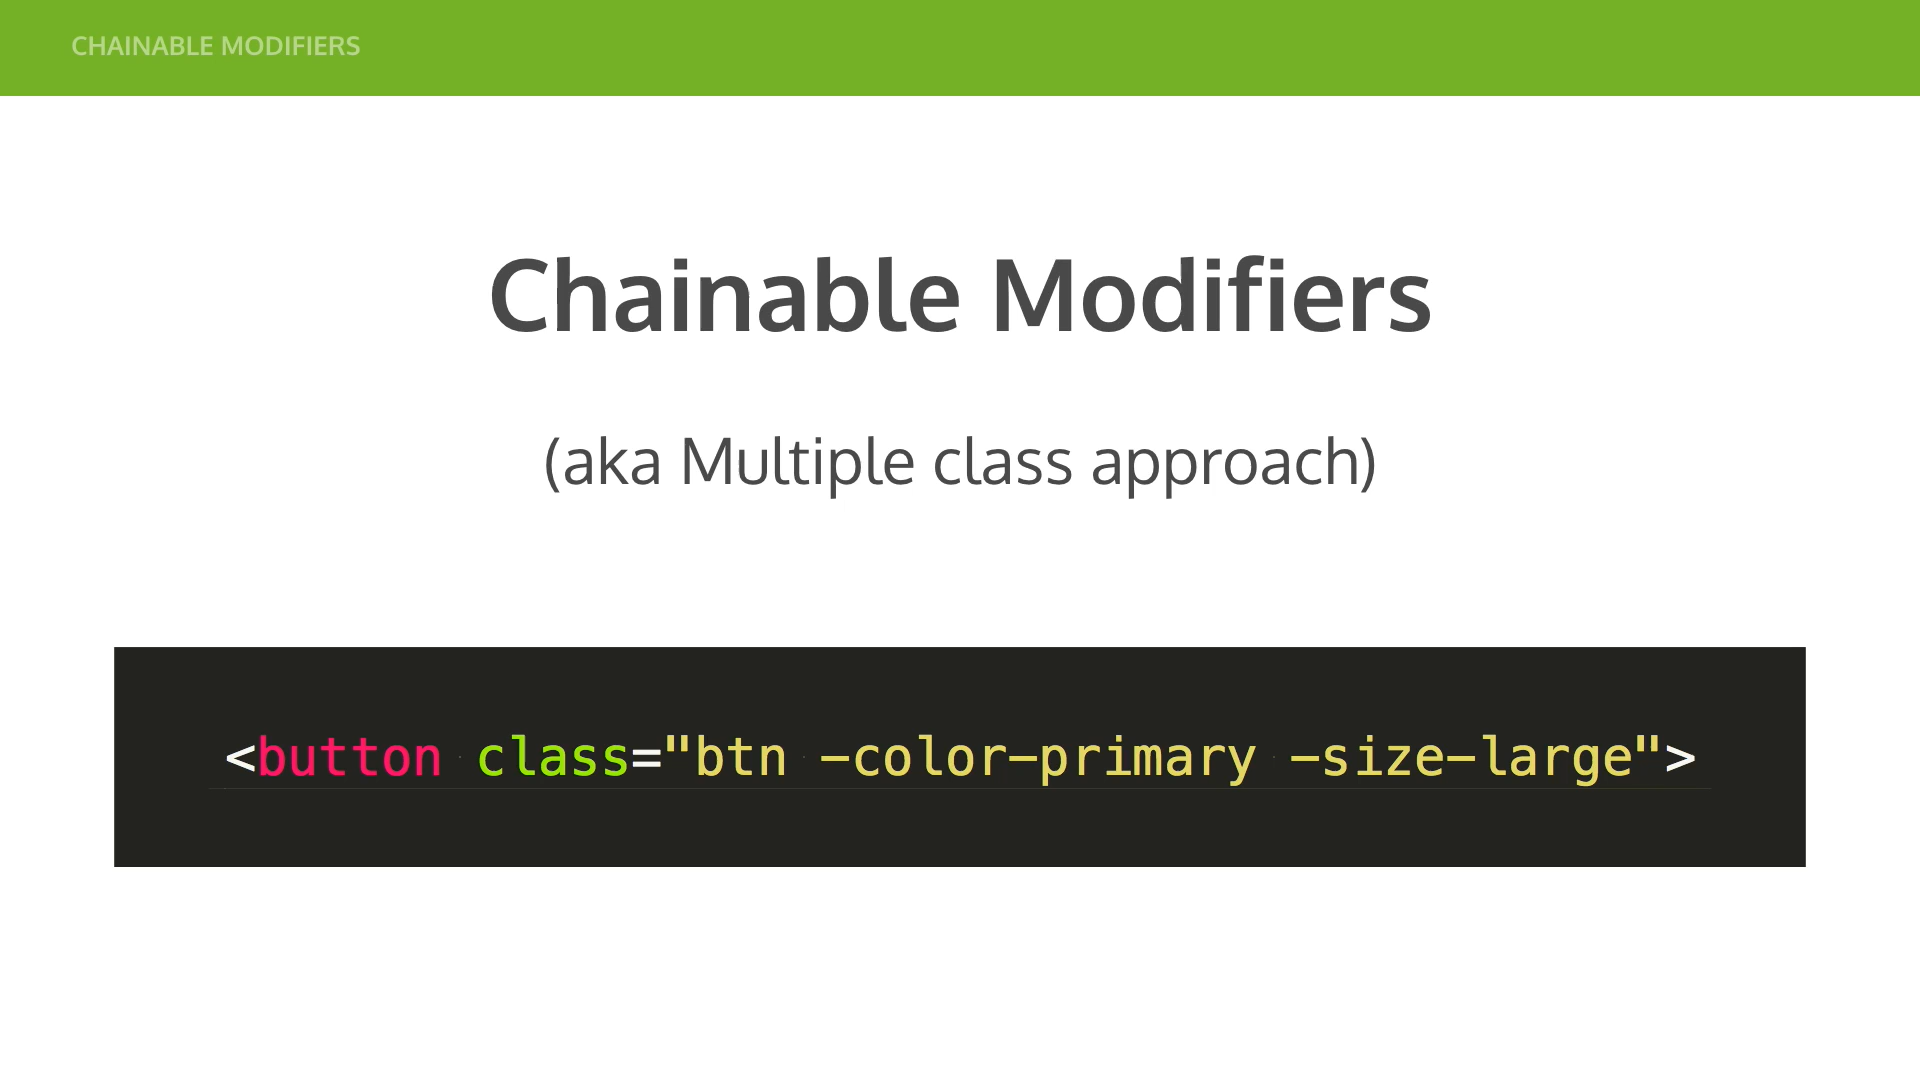 CHAINABLE MODIFIERS
Chainable Modifiers
(aka Multiple class approach)
<button class="btn -color-primary -size-large">